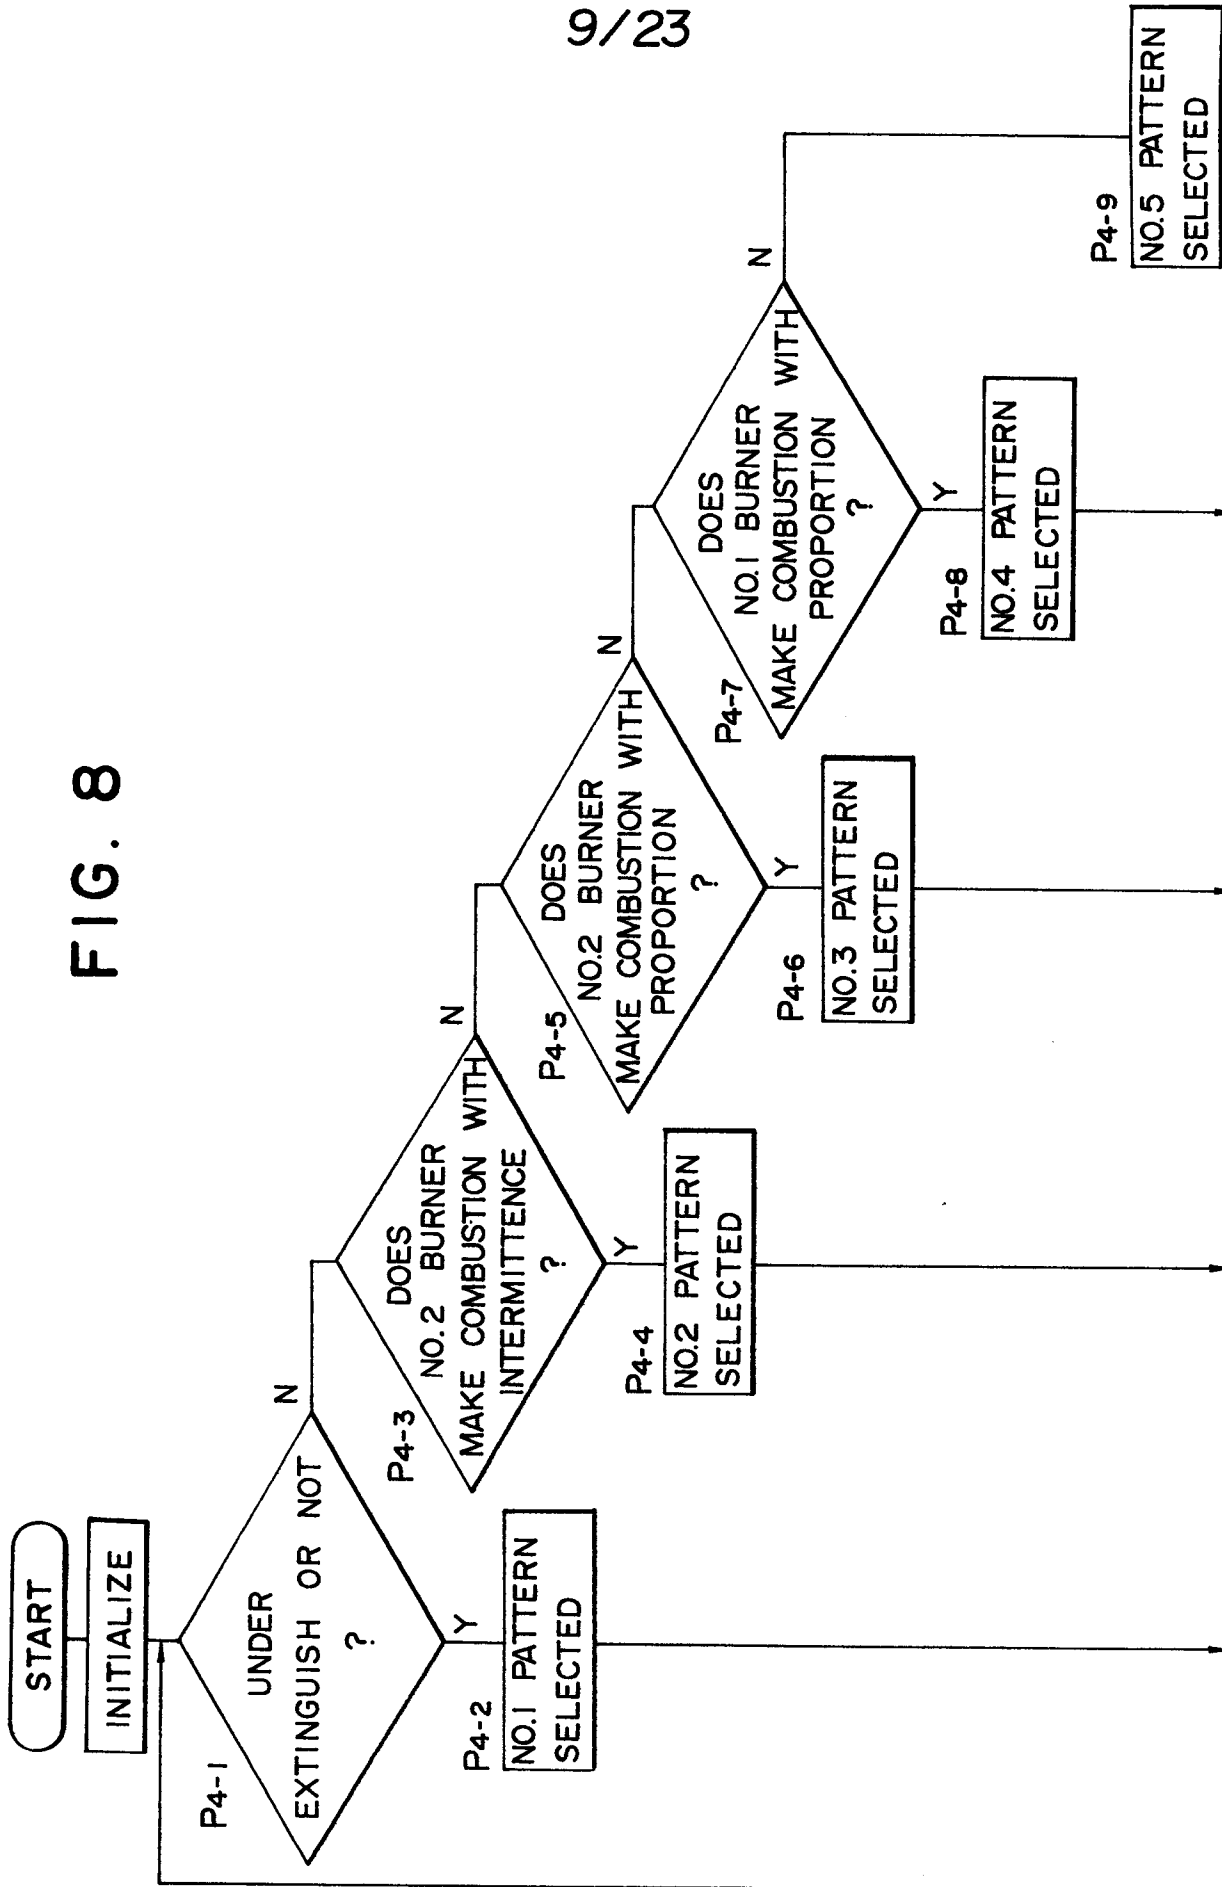 9/23
FIG. 8
START
INITIALIZE
P4-1
UNDER
EXTINGUISH OR NOT
?
N
Y
P4-2
NO.1 PATTERN
SELECTED
P4-3
DOES
NO.2 BURNER
MAKE COMBUSTION WITH
INTERMITTENCE
?
N
Y
P4-4
NO.2 PATTERN
SELECTED
P4-5
DOES
NO.2 BURNER
MAKE COMBUSTION WITH
PROPORTION
?
N
Y
P4-6
NO.3 PATTERN
SELECTED
P4-7
DOES
NO.1 BURNER
MAKE COMBUSTION WITH
PROPORTION
?
N
Y
P4-8
NO.4 PATTERN
SELECTED
P4-9
NO.5 PATTERN
SELECTED